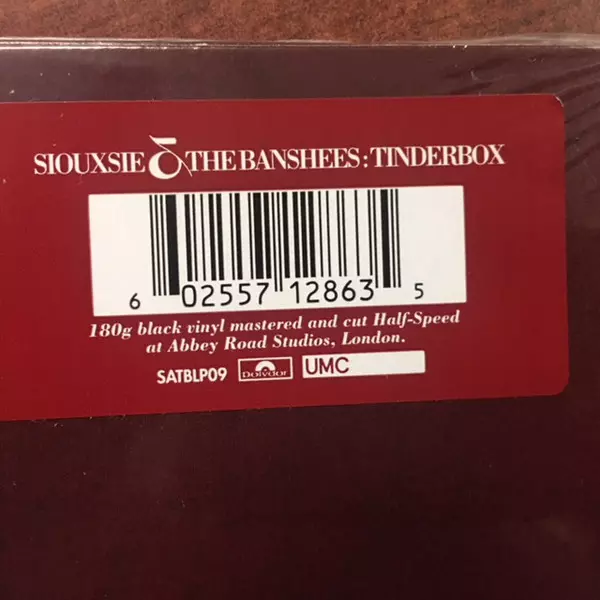 SIOUXSIE & THE BANSHEES: TINDERBOX
6 02557 12863 5
180g black vinyl mastered and cut Half-Speed
at Abbey Road Studios, London.
SATBLP09 Polydor UMC